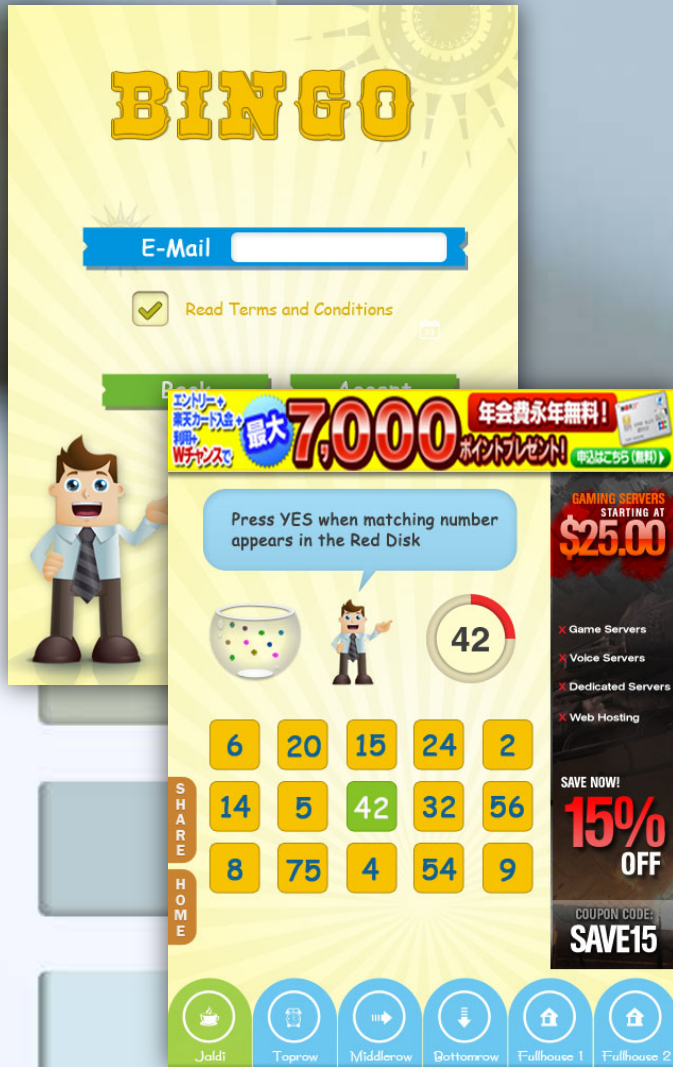 BINGO
E-Mail
Read Terms and Conditions
Back Accept
エントリー+
楽天カード入会+
利用+
Wチャンスで
最大
7,000
ポイントプレゼント!
年会費永年無料!
申込はこちら(無料)
Press YES when matching number
appears in the Red Disk
42
6 20 15 24 2
14 5 42 32 56
8 75 4 54 9
SHARE
HOME
GAMING SERVERS
STARTING AT
$25.00
X Game Servers
X Voice Servers
X Dedicated Servers
X Web Hosting
SAVE NOW!
15%
OFF
COUPON CODE:
SAVE15
Jaldi Toprow Middlerow Bottomrow Fullhouse 1 Fullhouse 2